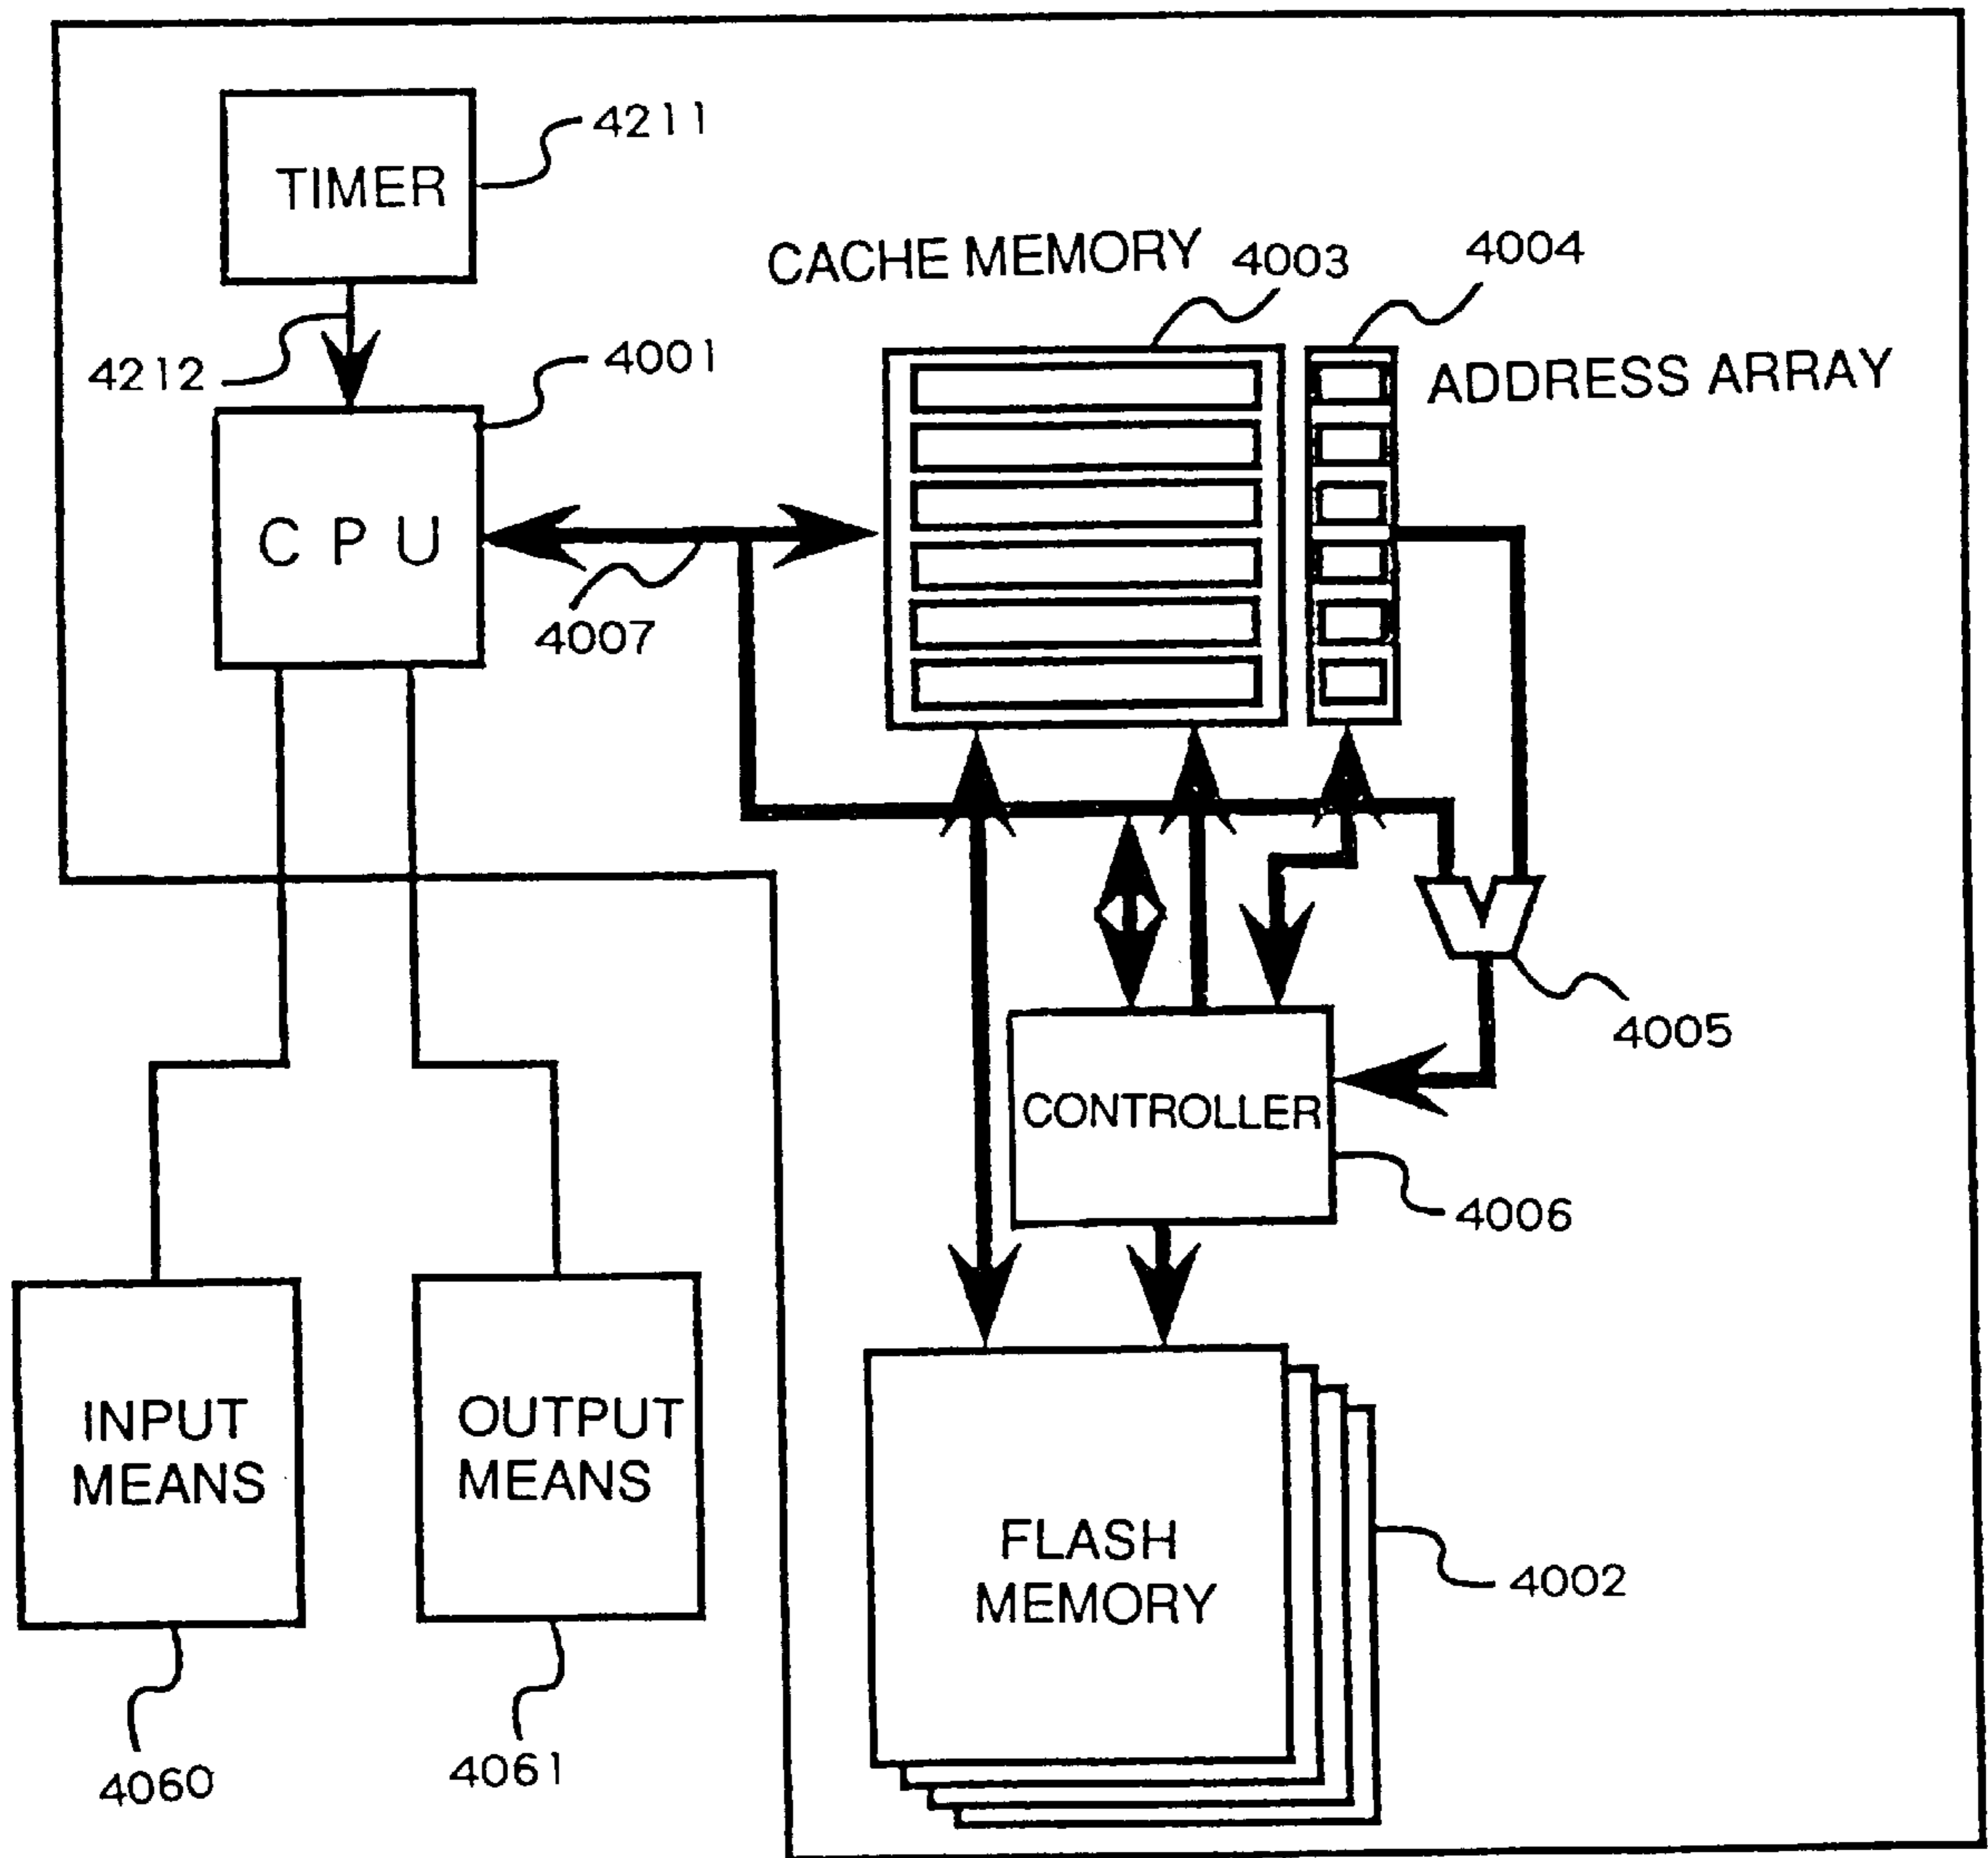 4211
TIMER
CACHE MEMORY
4003
4004
4212
4001
ADDRESS ARRAY
C P U
4007
4005
CONTROLLER
4006
INPUT
MEANS
OUTPUT
MEANS
FLASH
MEMORY
4002
4060
4061